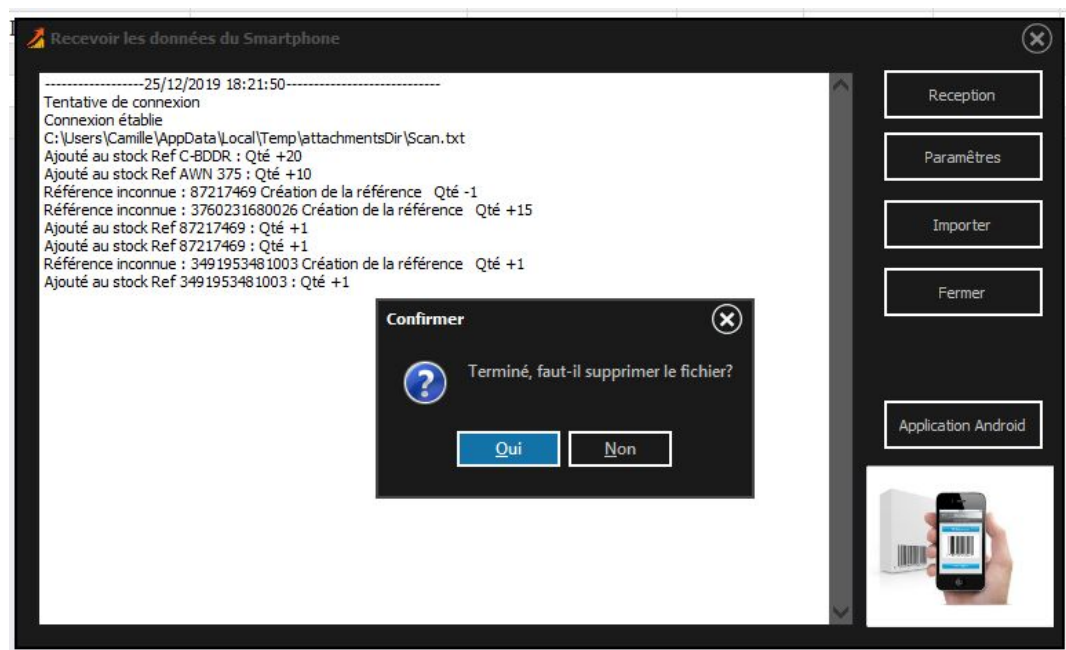 Recevoir les données du Smartphone
------------------25/12/2019 18:21:50----------------------------
Tentative de connexion
Connexion établie
C:\Users\Camille\AppData\Local\Temp\attachmentsDir\Scan.txt
Ajouté au stock Ref C-BDDR : Qté +20
Ajouté au stock Ref AWN 375 : Qté +10
Référence inconnue : 87217469 Création de la référence   Qté -1
Référence inconnue : 3760231680026 Création de la référence   Qté +15
Ajouté au stock Ref 87217469 : Qté +1
Ajouté au stock Ref 87217469 : Qté +1
Référence inconnue : 3491953481003 Création de la référence   Qté +1
Ajouté au stock Ref 3491953481003 : Qté +1
Confirmer
Terminé, faut-il supprimer le fichier?
Oui
Non
Reception
Paramêtres
Importer
Fermer
Application Android